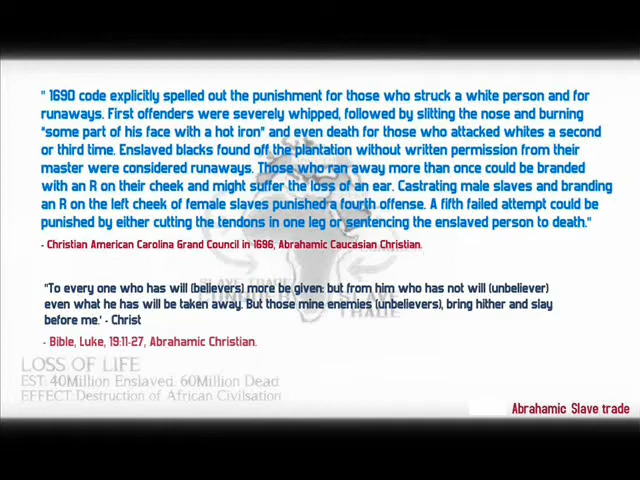 " 1690 code explicitly spelled out the punishment for those who struck a white person and for
runaways. First offenders were severely whipped, followed by slitting the nose and burning
"some part of his face with a hot iron" and even death for those who attacked whites a second
or third time. Enslaved blacks found off the plantation without written permission from their
master were considered runaways. Those who ran away more than once could be branded
with an R on their cheek and might suffer the loss of an ear. Castrating male slaves and branding
an R on the left cheek of female slaves punished a fourth offense. A fifth failed attempt could be
punished by either cutting the tendons in one leg or sentencing the enslaved person to death."
- Christian American Carolina Grand Council in 1696, Abrahamic Caucasian Christian.
SLAVE TRADE
CONQUEST
SLAVE
TRADE
"To every one who has will (believers) more be given: but from him who has not will (unbeliever)
even what he has will be taken away. But those mine enemies (unbelievers), bring hither and slay
before me.' - Christ
- Bible, Luke, 19:11-27, Abrahamic Christian.
LOSS OF LIFE
EST: 40Million Enslaved. 60Million Dead
EFFECT: Destruction of African Civilsation
Abrahamic Slave trade